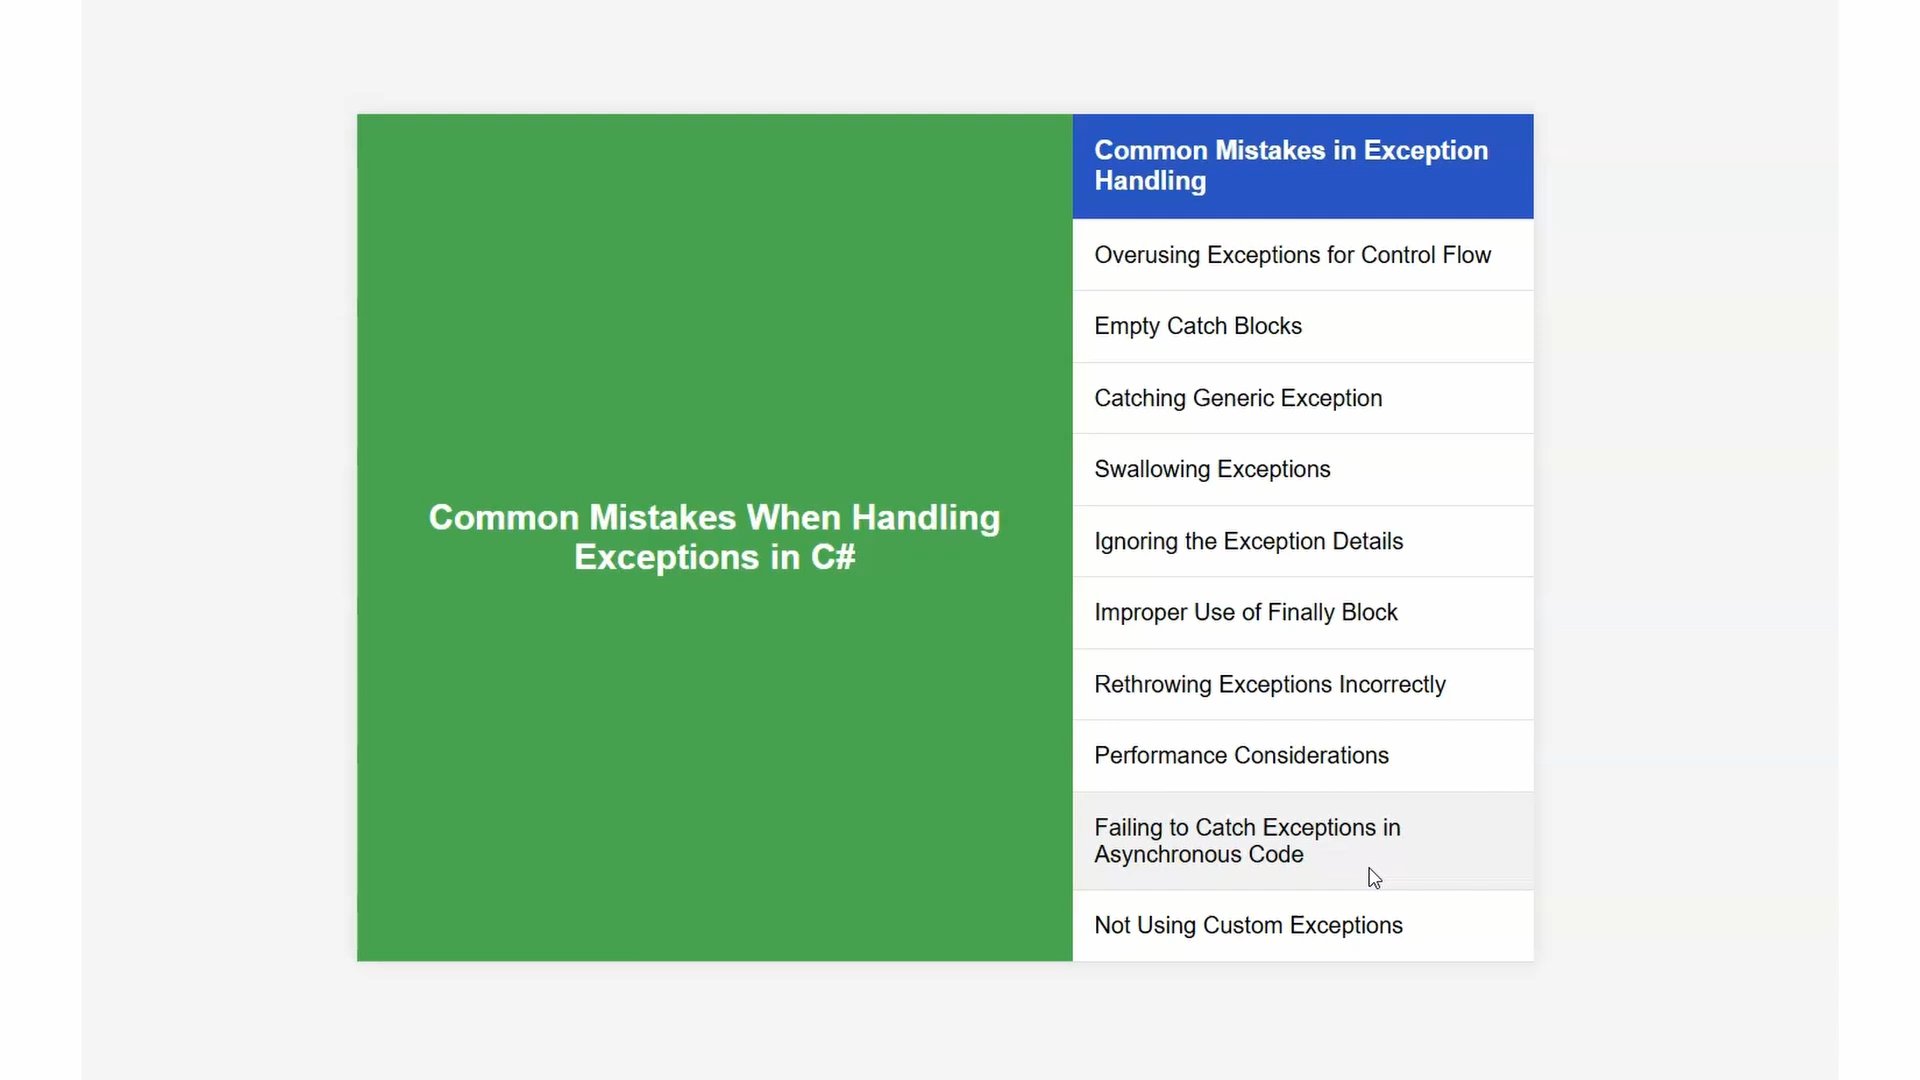 Common Mistakes When Handling
Exceptions in C#
Common Mistakes in Exception
Handling
Overusing Exceptions for Control Flow
Empty Catch Blocks
Catching Generic Exception
Swallowing Exceptions
Ignoring the Exception Details
Improper Use of Finally Block
Rethrowing Exceptions Incorrectly
Performance Considerations
Failing to Catch Exceptions in
Asynchronous Code
Not Using Custom Exceptions